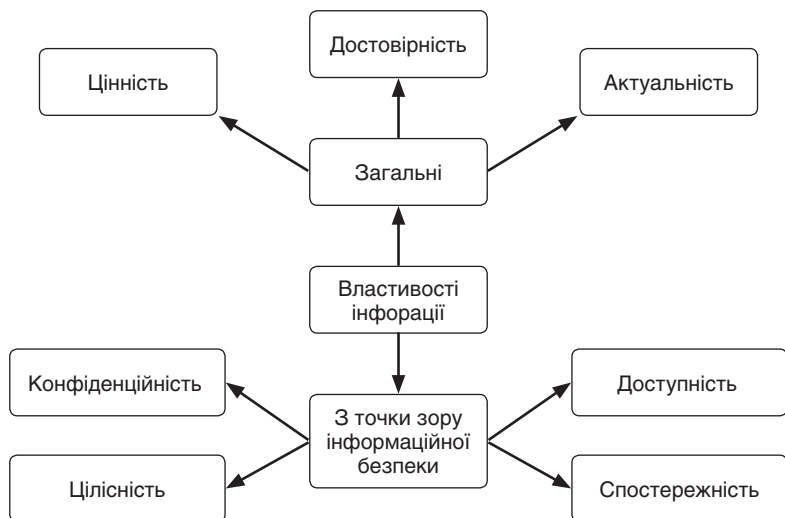 Достовірність
Цінність
Актуальність
Загальні
Властивості
інфорації
Конфіденційність
Доступність
З точки зору
інформаційної
безпеки
Цілісність
Спостережність